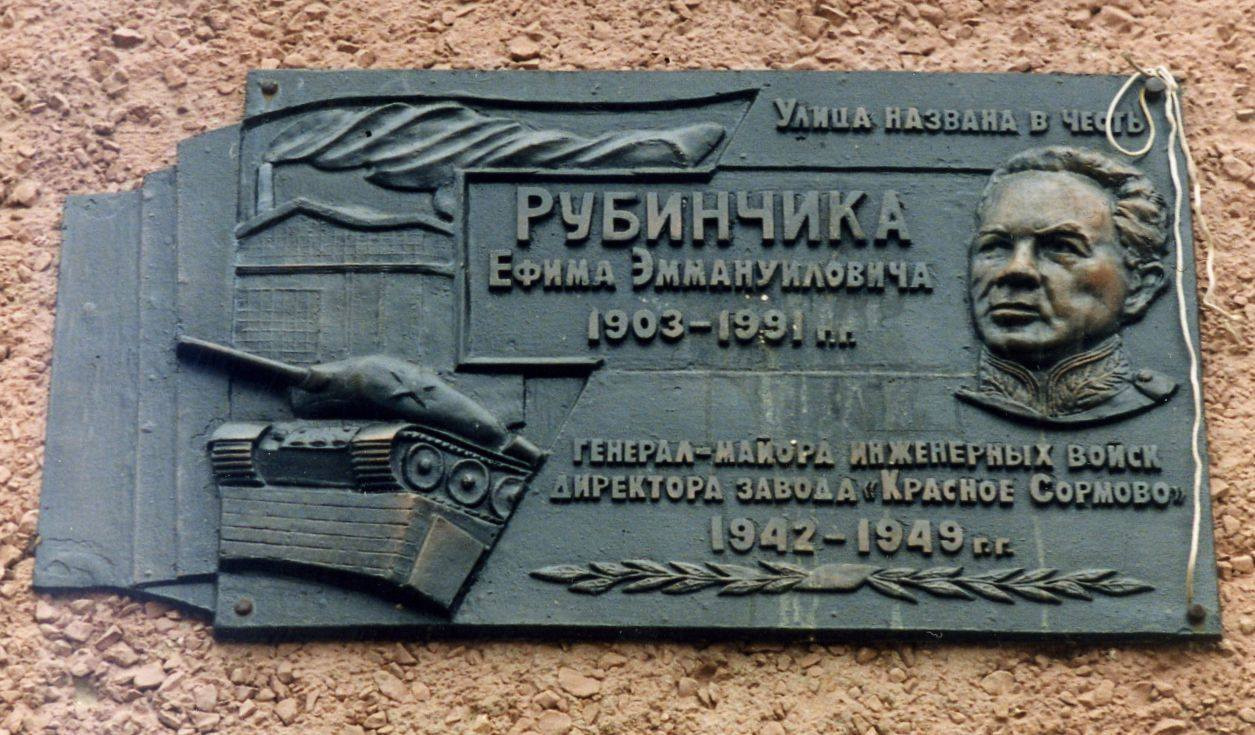 Улица названа в честь
Рубинчика
Ефима Эммануиловича
1903-1991 г.г.
генерал-майора инженерных войск
директора завода «Красное Сормово»
1942-1949 г.г.